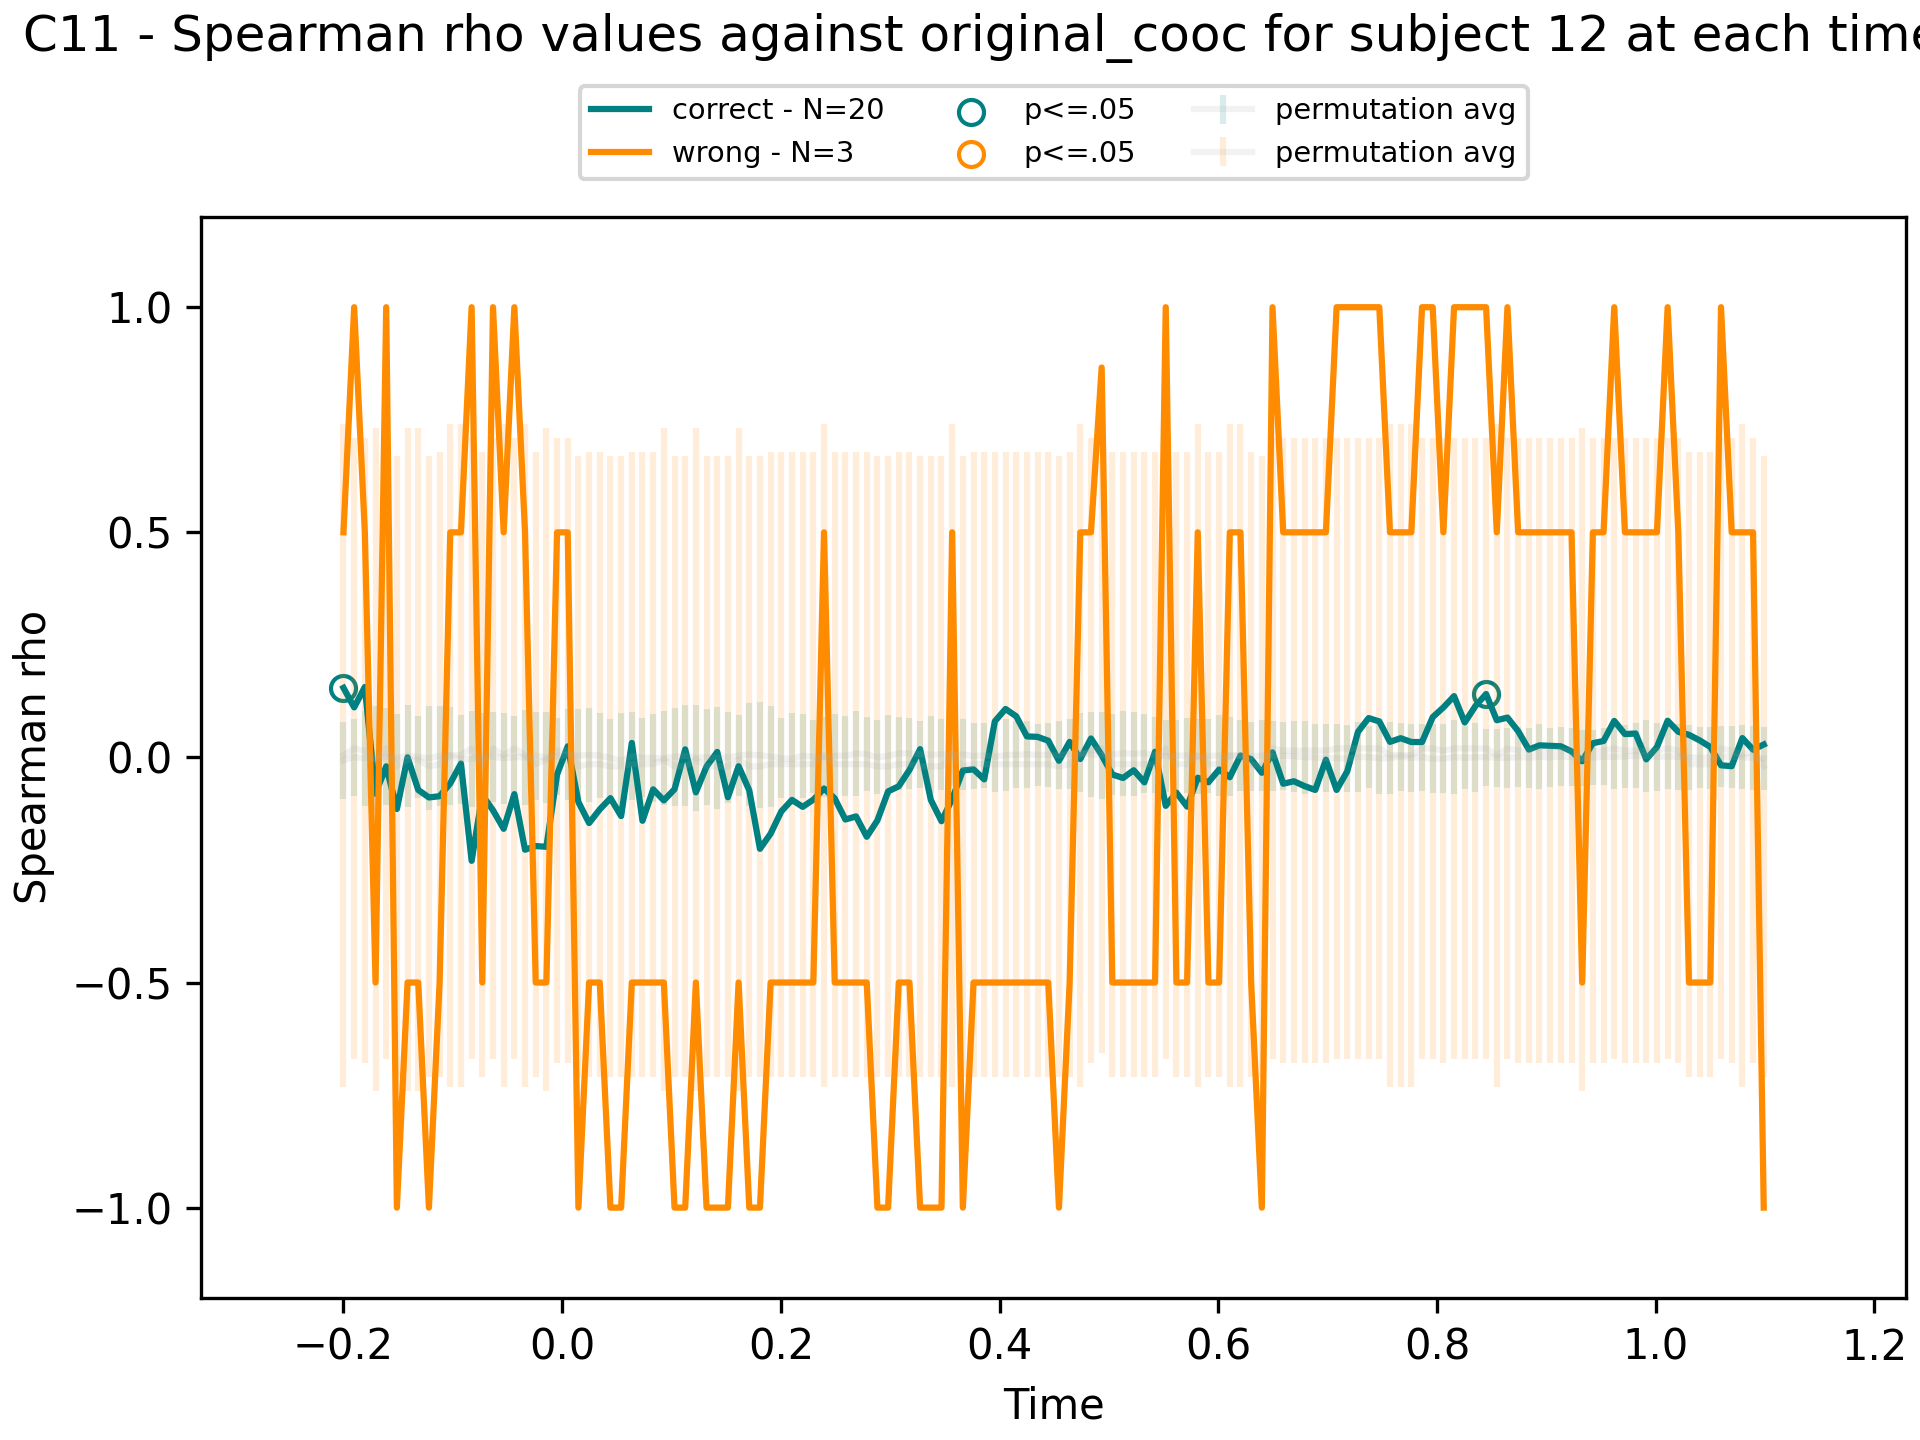 C11 - Spearman rho values against original_cooc for subject 12 at each time
correct - N=20 p<=.05 permutation avg
wrong - N=3 p<=.05 permutation avg
1.0
0.5
0.0
−0.5
−1.0
Spearman rho
−0.2 0.0 0.2 0.4 0.6 0.8 1.0 1.2
Time